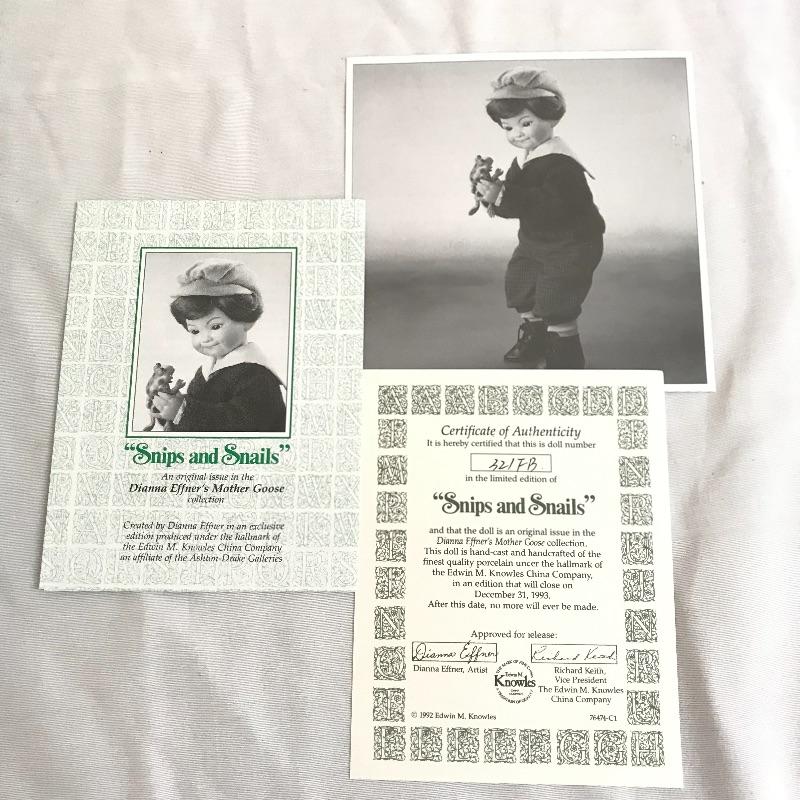 “Snips and Snails”
An original issue in the
Dianna Effner's Mother Goose
collection
Created by Dianna Effner in an exclusive
edition produced under the hallmark of
the Edwin M. Knowles China Company
an affiliate of the Ashton-Drake Galleries
Certificate of Authenticity
It is hereby certified that this is doll number
321FB
in the limited edition of
“Snips and Snails”
and that the doll is an original issue in the
Dianna Effner's Mother Goose collection.
This doll is hand-cast and handcrafted of the
finest quality porcelain under the hallmark of
the Edwin M. Knowles China Company,
in an edition that will close on
December 31, 1993.
After this date, no more will ever be made.
Approved for release:
Dianna Effner
Richard Keith
Dianna Effner, Artist
Edwin M.
Knowles
Richard Keith,
Vice President
The Edwin M. Knowles
China Company
© 1992 Edwin M. Knowles
76474-C1